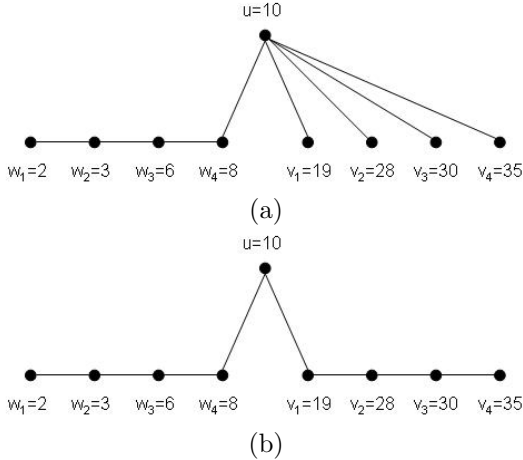 u=10
w₁=2 w₂=3 w₃=6 w₄=8 v₁=19 v₂=28 v₃=30 v₄=35
(a)
u=10
w₁=2 w₂=3 w₃=6 w₄=8 v₁=19 v₂=28 v₃=30 v₄=35
(b)